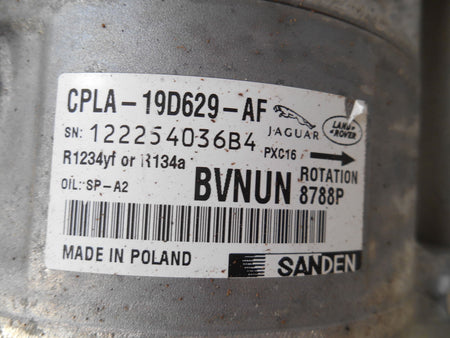 CPLA-19D629-AF
JAGUAR
LAND-ROVER
SN: 122254036B4
PXC16
R1234yf or R134a
BVNUN
ROTATION
OIL: SP-A2
8788P
MADE IN POLAND
SANDEN